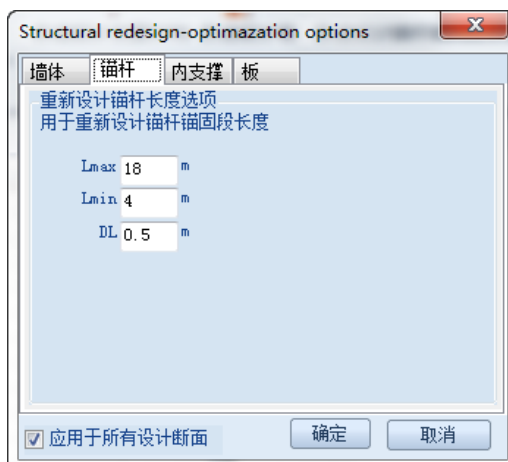 Structural redesign-optimazation options
墙体 锚杆 内支撑 板
重新设计锚杆长度选项
用于重新设计锚杆锚固段长度
Lmax 18 m
Lmin 4 m
DL 0.5 m
应用于所有设计断面 确定 取消